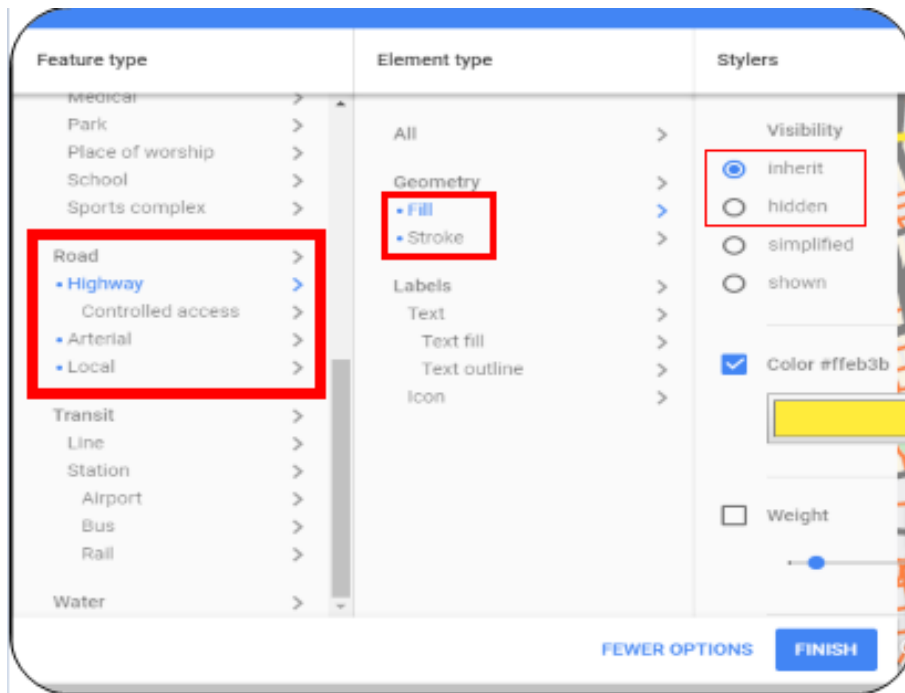 Feature type
Medical
Park
Place of worship
School
Sports complex
Road
Highway
Controlled access
Arterial
Local
Transit
Line
Station
Airport
Bus
Rail
Water
Element type
All
Geometry
Fill
Stroke
Labels
Text
Text fill
Text outline
Icon
Stylers
Visibility
inherit
hidden
simplified
shown
Color #ffeb3b
Weight
FEWER OPTIONS
FINISH